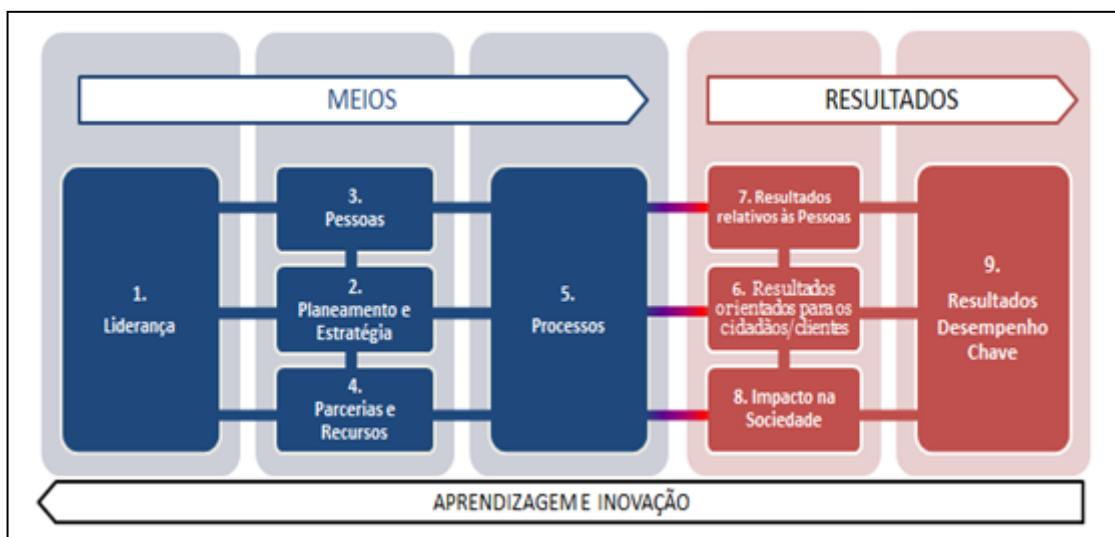 MEIOS
RESULTADOS
1.
Liderança
3.
Pessoas
2.
Planeamento e
Estratégia
4.
Parcerias e
Recursos
5.
Processos
7. Resultados
relativos às Pessoas
6. Resultados
orientados para os
cidadãos/clientes
8. Impacto na
Sociedade
9.
Resultados
Desempenho
Chave
APRENDIZAGEM E INOVAÇÃO